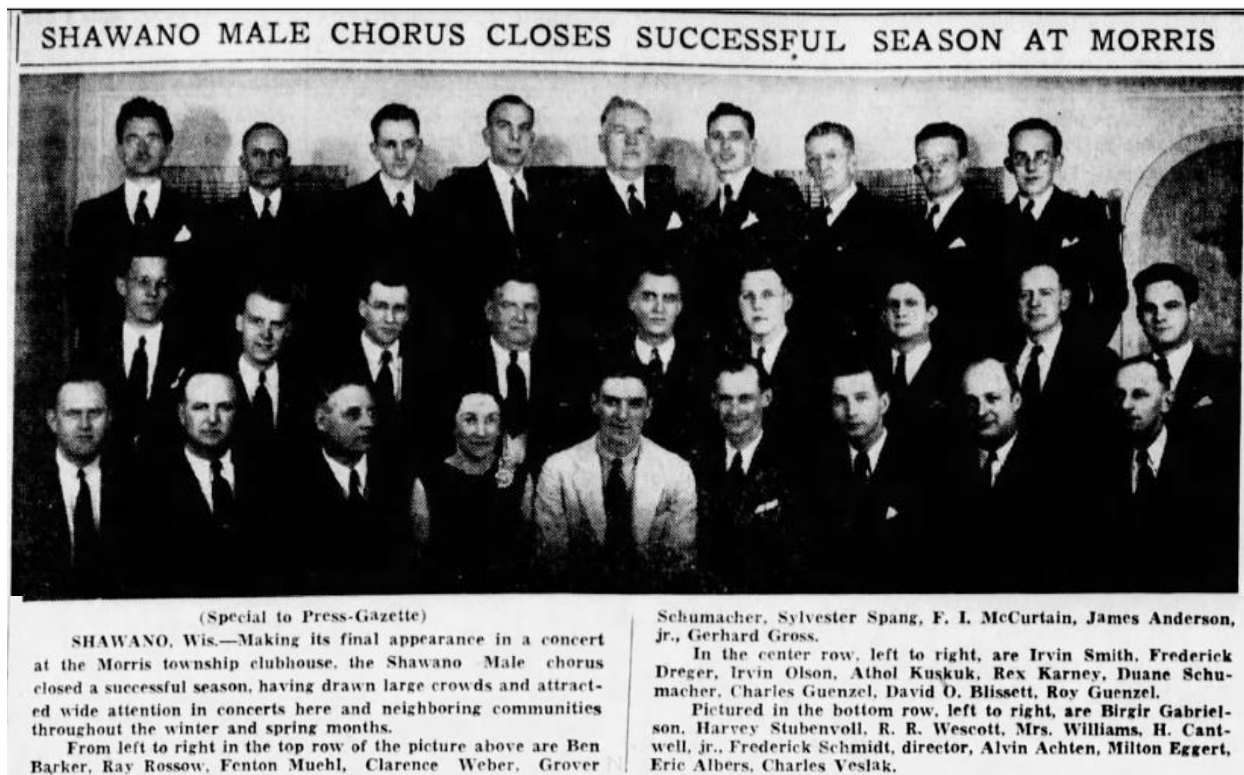 SHAWANO MALE CHORUS CLOSES SUCCESSFUL SEASON AT MORRIS
(Special to Press-Gazette)
SHAWANO, Wis.—Making its final appearance in a concert
at the Morris township clubhouse, the Shawano Male chorus
closed a successful season, having drawn large crowds and attract-
ed wide attention in concerts here and neighboring communities
throughout the winter and spring months.
From left to right in the top row of the picture above are Ben
Barker, Ray Rossow, Fenton Muehl, Clarence Weber, Grover
Schumacher, Sylvester Spang, F. I. McCurtain, James Anderson,
jr., Gerhard Gross.
In the center row, left to right, are Irvin Smith, Frederick
Dreger, Irvin Olson, Athol Kuskuk, Rex Karney, Duane Schu-
macher, Charles Guenzel, David O. Blissett, Roy Guenzel.
Pictured in the bottom row, left to right, are Birgir Gabriel-
son, Harvey Stubenvoll, R. R. Wescott, Mrs. Williams, H. Cant-
well, jr., Frederick Schmidt, director, Alvin Achten, Milton Eggert,
Eric Albers, Charles Veslak.